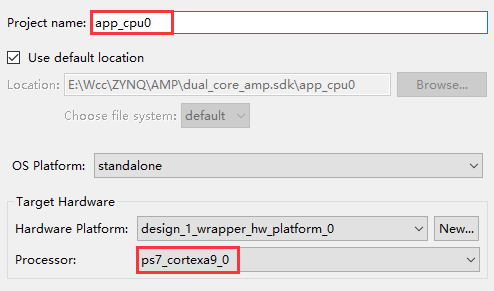 Project name: app_cpu0
Use default location
Location: E:\Wcc\ZYNQ\AMP\dual_core_amp.sdk\app_cpu0 Browse...
Choose file system: default
OS Platform: standalone
Target Hardware
Hardware Platform: design_1_wrapper_hw_platform_0 New...
Processor: ps7_cortexa9_0